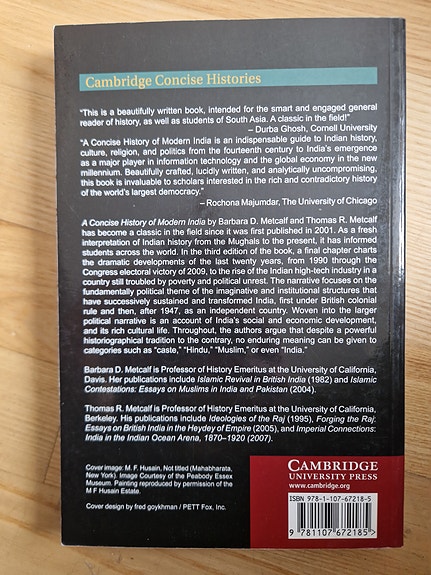 Cambridge Concise Histories
"This is a beautifully written book, intended for the smart and engaged general
reader of history, as well as students of South Asia. A classic in the field!"
– Durba Ghosh, Cornell University
"A Concise History of Modern India is an indispensable guide to Indian history,
culture, religion, and politics from the fourteenth century to India's emergence
as a major player in information technology and the global economy in the new
millennium. Beautifully crafted, lucidly written, and analytically uncompromising,
this book is invaluable to scholars interested in the rich and contradictory history
of the world's largest democracy."
– Rochona Majumdar, The University of Chicago
A Concise History of Modern India by Barbara D. Metcalf and Thomas R. Metcalf
has become a classic in the field since it was first published in 2001. As a fresh
interpretation of Indian history from the Mughals to the present, it has informed
students across the world. In the third edition of the book, a final chapter charts
the dramatic developments of the last twenty years, from 1990 through the
Congress electoral victory of 2009, to the rise of the Indian high-tech industry in a
country still troubled by poverty and political unrest. The narrative focuses on the
fundamentally political theme of the imaginative and institutional structures that
have successively sustained and transformed India, first under British colonial
rule and then, after 1947, as an independent country. Woven into the larger
political narrative is an account of India's social and economic development,
and its rich cultural life. Throughout, the authors argue that despite a powerful
historiographical tradition to the contrary, no enduring meaning can be given to
categories such as "caste," "Hindu," "Muslim," or even "India."
Barbara D. Metcalf is Professor of History Emeritus at the University of California,
Davis. Her publications include Islamic Revival in British India (1982) and Islamic
Contestations: Essays on Muslims in India and Pakistan (2004).
Thomas R. Metcalf is Professor of History Emeritus at the University of California,
Berkeley. His publications include Ideologies of the Raj (1995), Forging the Raj:
Essays on British India in the Heyday of Empire (2005), and Imperial Connections:
India in the Indian Ocean Arena, 1870–1920 (2007).
Cover image: M. F. Husain, Not titled (Mahabharata,
New York). Image Courtesy of the Peabody Essex
Museum. Painting reproduced by permission of the
M F Husain Estate.
Cover design by fred goykhman / PETT Fox, Inc.
CAMBRIDGE
UNIVERSITY PRESS
www.cambridge.org
ISBN 978-1-107-67218-5
9 781107 672185 >